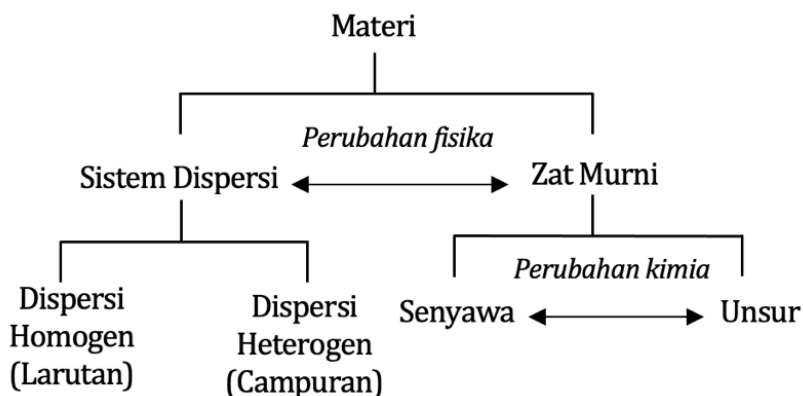 Materi
Perubahan fisika
Sistem Dispersi
Zat Murni
Perubahan kimia
Dispersi
Homogen
(Larutan)
Dispersi
Heterogen
(Campuran)
Senyawa
Unsur